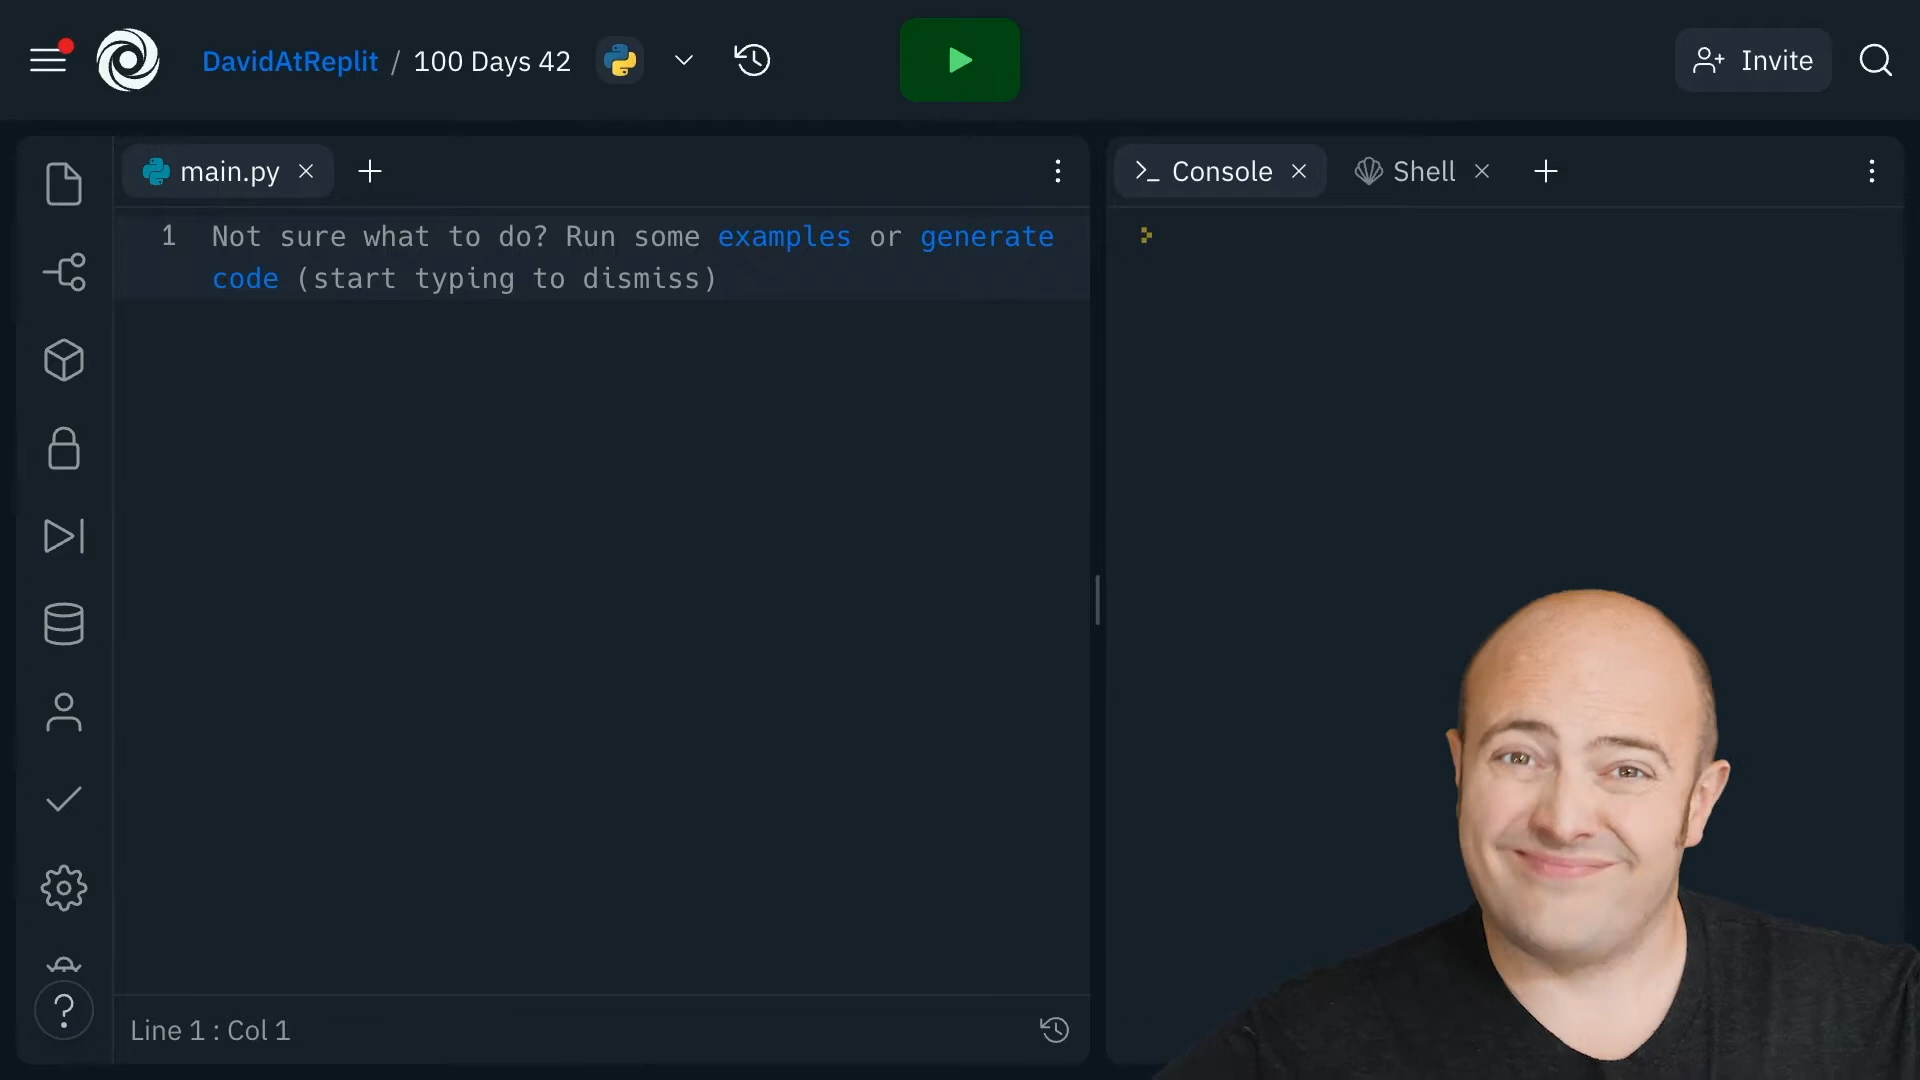 DavidAtReplit / 100 Days 42
Invite
main.py
1 Not sure what to do? Run some examples or generate
code (start typing to dismiss)
Line 1 : Col 1
Console
Shell